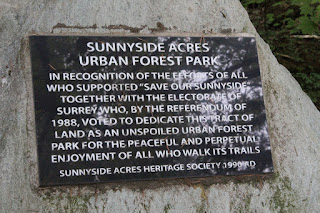 SUNNYSIDE ACRES
URBAN FOREST PARK
IN RECOGNITION OF THE EFFORTS OF ALL
WHO SUPPORTED "SAVE OUR SUNNYSIDE"
TOGETHER WITH THE ELECTORATE OF
SURREY WHO, BY THE REFERENDUM OF
1988, VOTED TO DEDICATE THIS TRACT OF
LAND AS AN UNSPOILED URBAN FOREST
PARK FOR THE PEACEFUL AND PERPETUAL
ENJOYMENT OF ALL WHO WALK ITS TRAILS
SUNNYSIDE ACRES HERITAGE SOCIETY 1990 AD